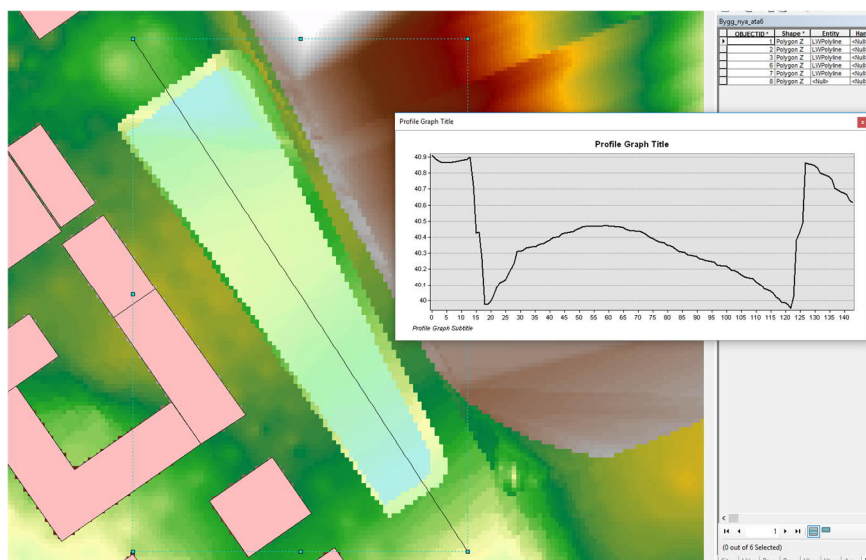 Bygg_nya_ata6
OBJECTID * Shape * Entity
1 Polygon Z LWPolyline <Null
2 Polygon Z LWPolyline <Null
3 Polygon Z LWPolyline <Null
6 Polygon Z LWPolyline <Null
7 Polygon Z LWPolyline <Null
8 Polygon Z <Null> <Null
Profile Graph Title
x
Profile Graph Title
40.9
40.8
40.7
40.6
40.5
40.4
40.3
40.2
40.1
40
0 5 10 15 20 25 30 35 40 45 50 55 60 65 70 75 80 85 90 95 100 105 110 115 120 125 130 135 140
Profile Graph Subtitle
1
(0 out of 6 Selected)